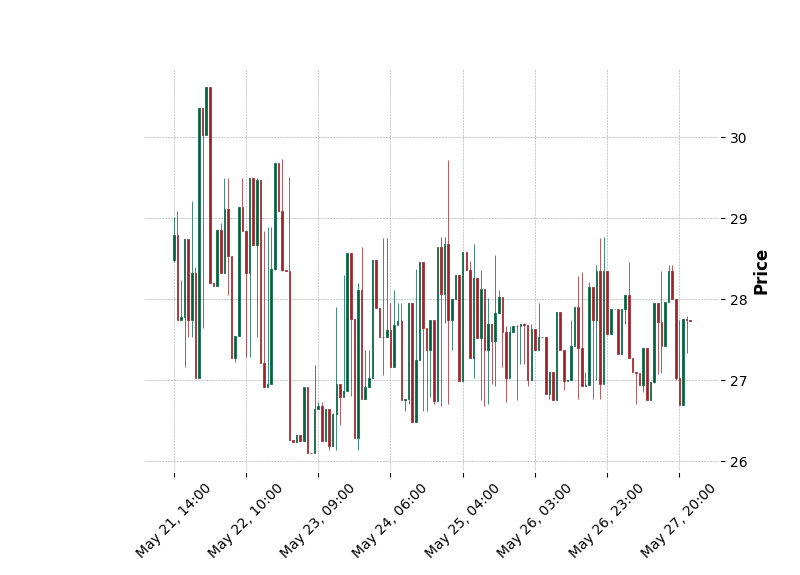 30
29
28
27
26
Price
May 21, 14:00
May 22, 10:00
May 23, 09:00
May 24, 06:00
May 25, 04:00
May 26, 03:00
May 26, 23:00
May 27, 20:00